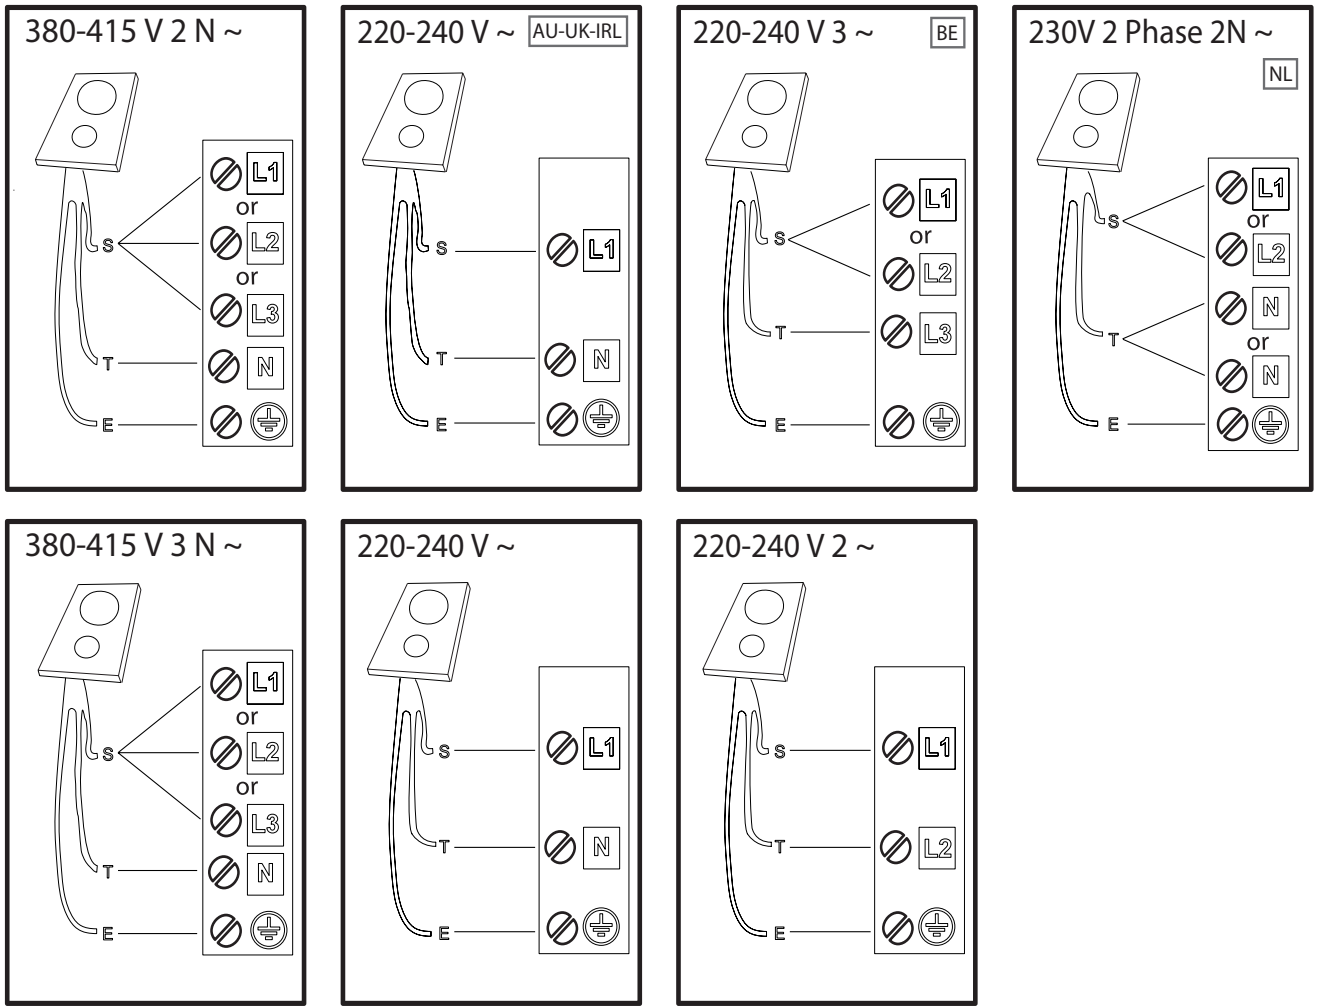 380-415 V 2 N ~
S
T
E
L1
or
L2
or
L3
N
220-240 V ~ AU-UK-IRL
S
T
E
L1
N
220-240 V 3 ~ BE
S
T
E
L1
or
L2
L3
230V 2 Phase 2N ~
NL
S
T
E
L1
or
L2
N
or
N
380-415 V 3 N ~
S
T
E
L1
or
L2
or
L3
N
220-240 V ~
S
T
E
L1
N
220-240 V 2 ~
S
T
E
L1
L2